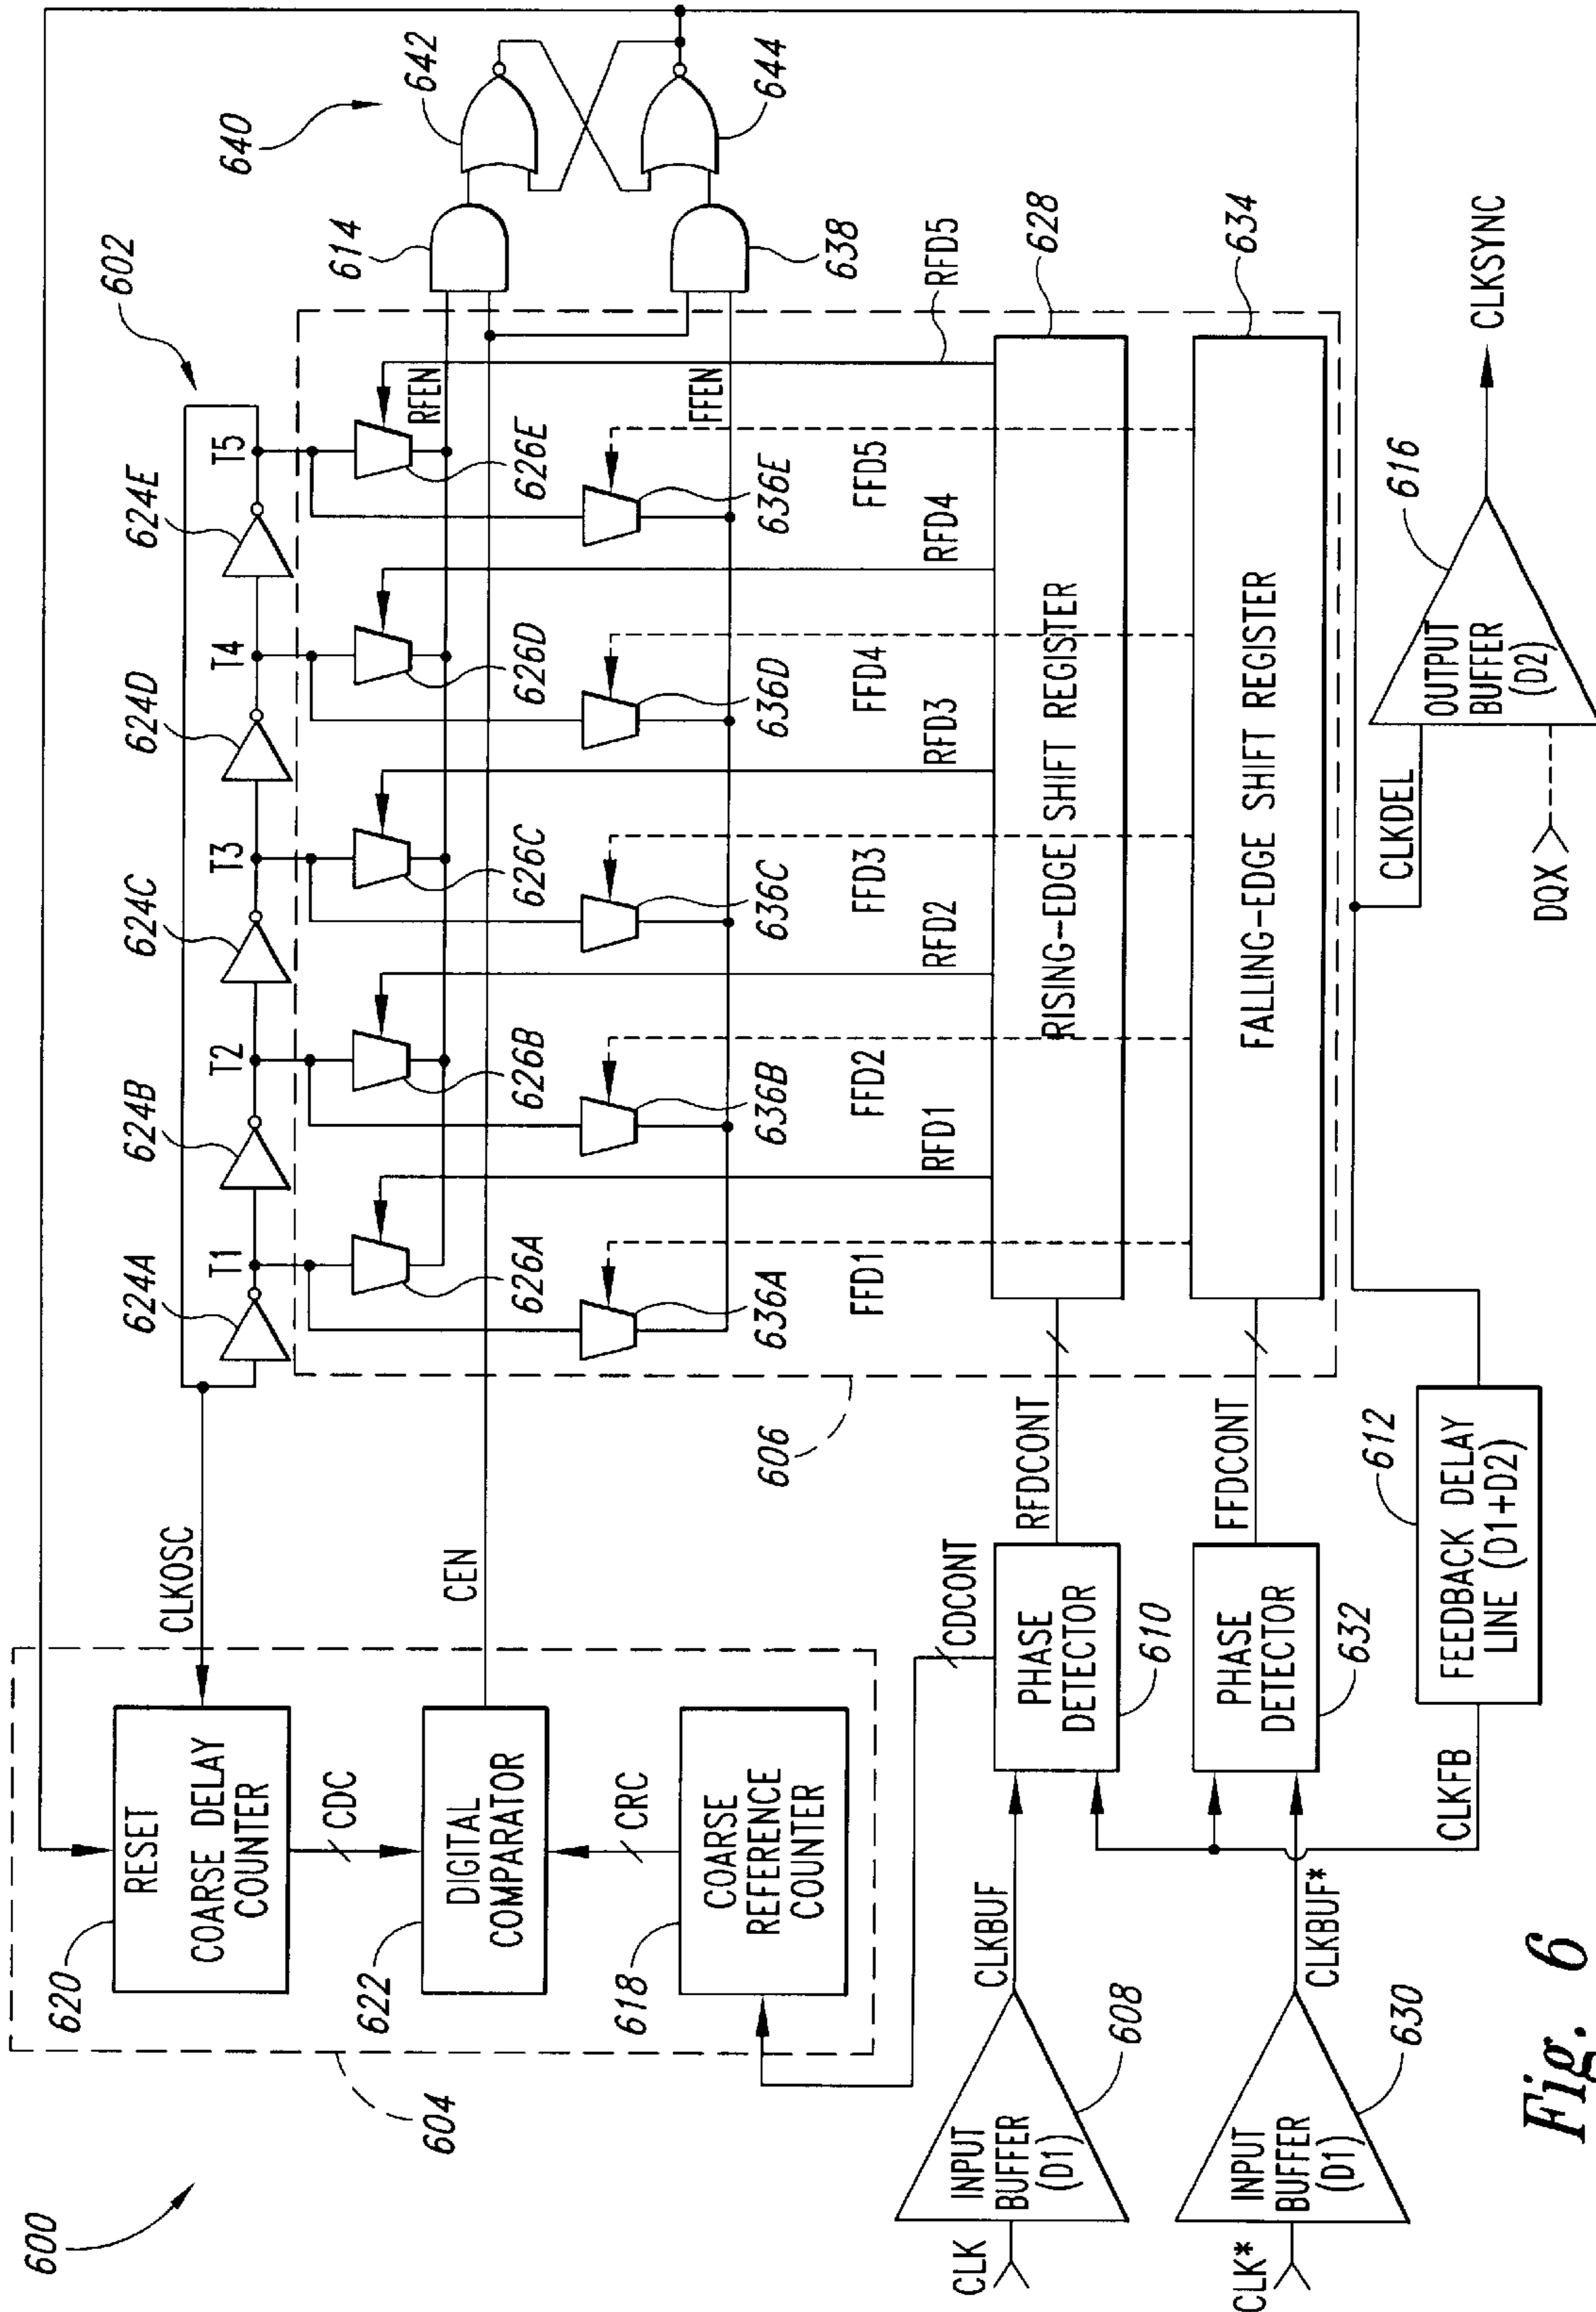 600
604
620
RESET
COARSE DELAY
COUNTER
CDC
622
DIGITAL
COMPARATOR
CRC
618
COARSE
REFERENCE
COUNTER
CLKOSC
CEN
CDCONT
602
624A
T1
624B
T2
624C
T3
624D
T4
624E
T5
626A
626B
626C
626D
626E
RFEN
636A
636B
636C
636D
636E
FFEN
FFD1
RFD1
FFD2
RFD2
FFD3
RFD3
FFD4
RFD4
FFD5
RFD5
606
614
638
640
642
644
RISING-EDGE SHIFT REGISTER
628
FALLING-EDGE SHIFT REGISTER
634
CLK
INPUT
BUFFER
(D1)
608
CLKBUF
PHASE
DETECTOR
610
RFDCONT
CLK*
INPUT
BUFFER
(D1)
630
CLKBUF*
PHASE
DETECTOR
632
FFDCONT
CLKFB
FEEDBACK DELAY
LINE (D1+D2)
612
CLKDEL
DQX
OUTPUT
BUFFER
(D2)
616
CLKSYNC
Fig. 6